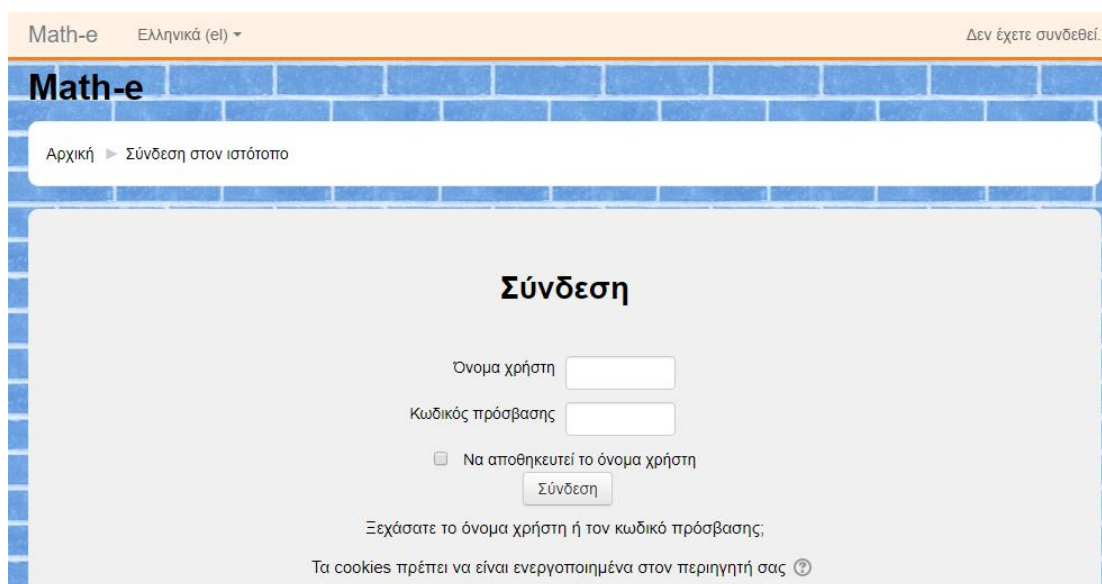 Math-e Ελληνικά (el) Δεν έχετε συνδεθεί.
Math-e
Αρχική Σύνδεση στον ιστότοπο
Σύνδεση
Όνομα χρήστη
Κωδικός πρόσβασης
Να αποθηκευτεί το όνομα χρήστη
Σύνδεση
Ξεχάσατε το όνομα χρήστη ή τον κωδικό πρόσβασης;
Τα cookies πρέπει να είναι ενεργοποιημένα στον περιηγητή σας ?